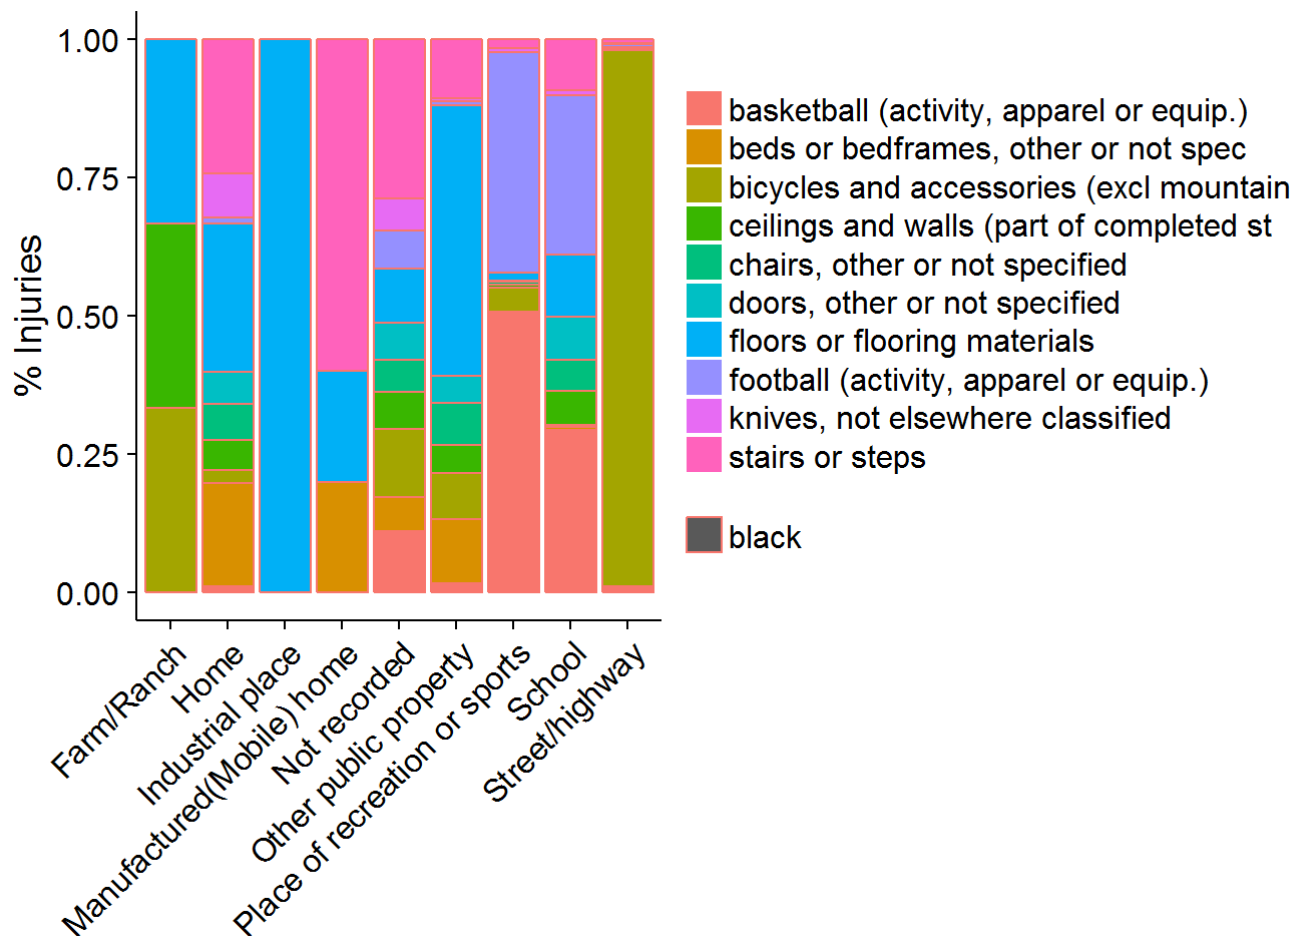 % Injuries
1.00
0.75
0.50
0.25
0.00
Farm/Ranch
Home
Industrial place
Manufactured(Mobile) home
Not recorded
Other public property
Place of recreation or sports
School
Street/highway
basketball (activity, apparel or equip.)
beds or bedframes, other or not spec
bicycles and accessories (excl mountain
ceilings and walls (part of completed st
chairs, other or not specified
doors, other or not specified
floors or flooring materials
football (activity, apparel or equip.)
knives, not elsewhere classified
stairs or steps
black